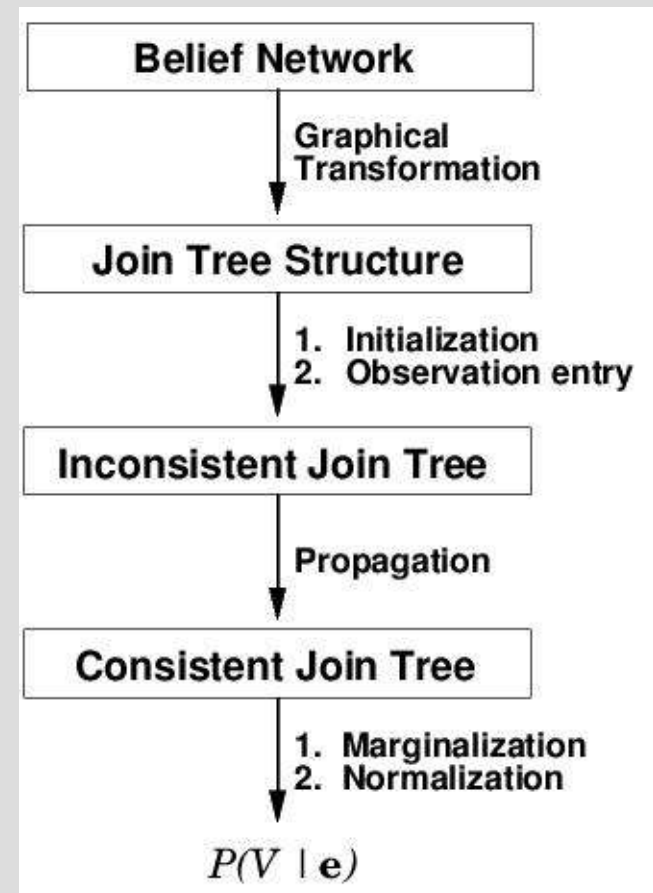 Belief Network
Graphical
Transformation
Join Tree Structure
1. Initialization
2. Observation entry
Inconsistent Join Tree
Propagation
Consistent Join Tree
1. Marginalization
2. Normalization
P(V | e)